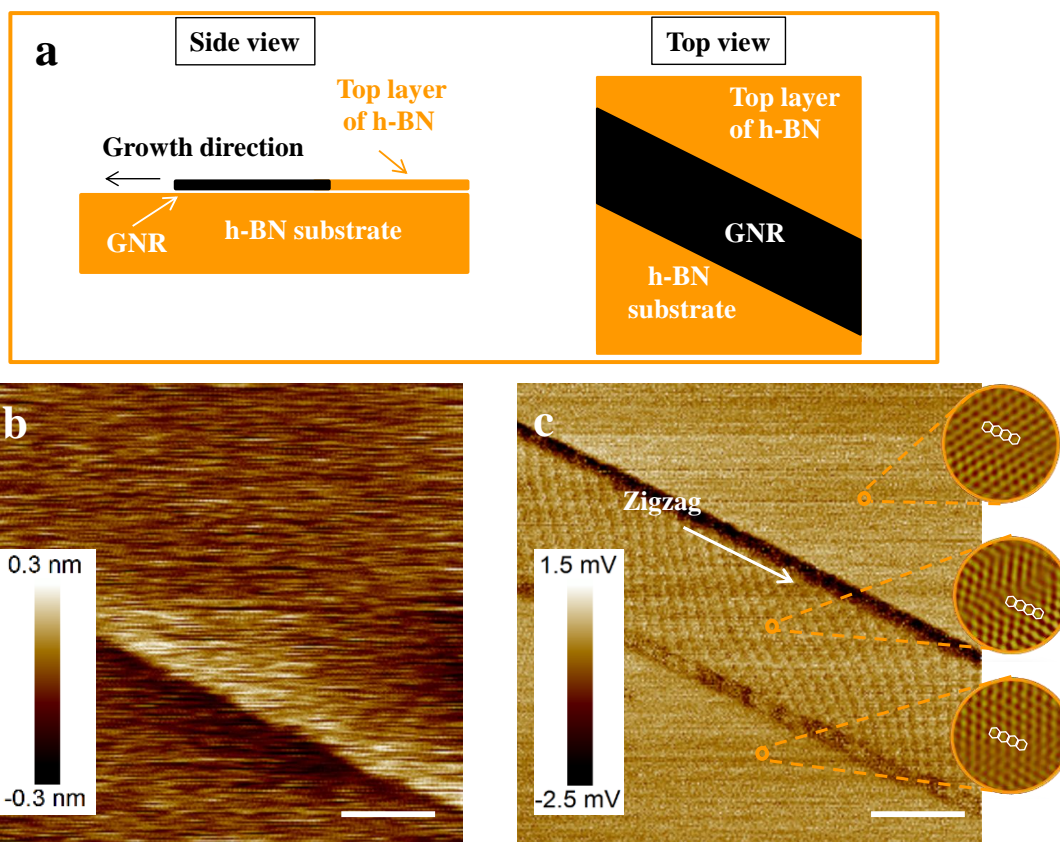 a
Side view
Top view
Top layer
of h-BN
Growth direction
GNR
h-BN substrate
Top layer
of h-BN
GNR
h-BN
substrate
b
0.3 nm
-0.3 nm
c
Zigzag
1.5 mV
-2.5 mV